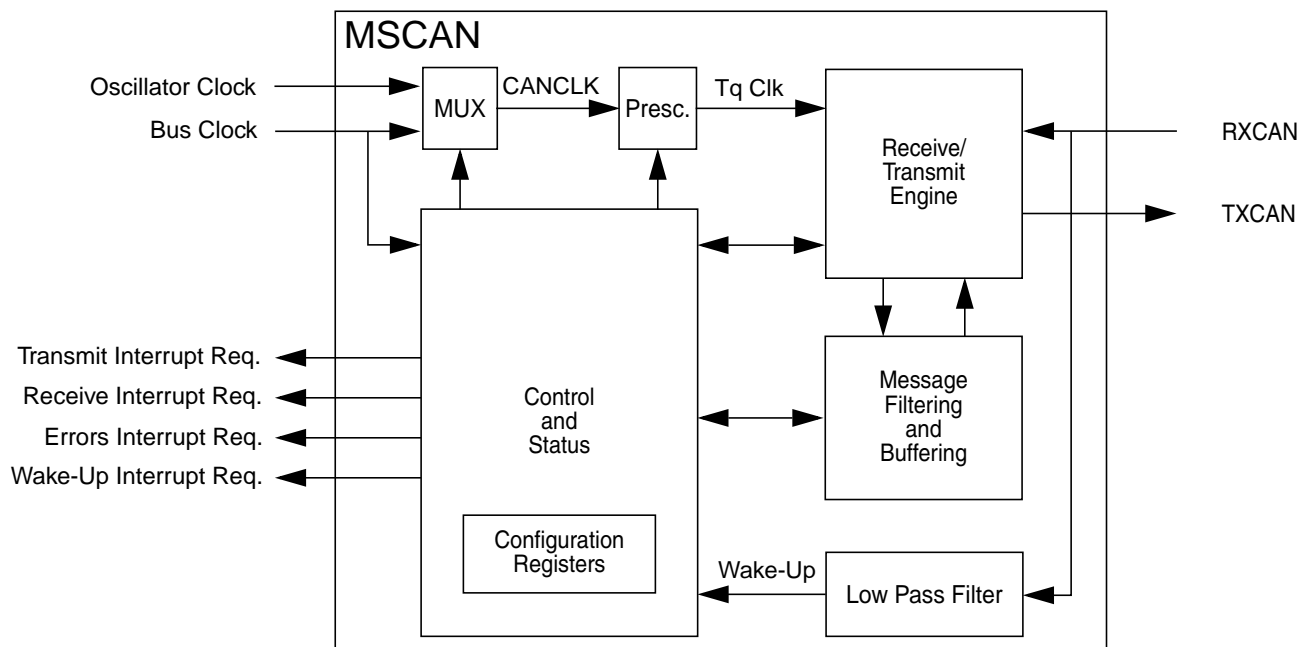 MSCAN
Oscillator Clock
Bus Clock
MUX
CANCLK
Presc.
Tq Clk
Receive/
Transmit
Engine
RXCAN
TXCAN
Transmit Interrupt Req.
Receive Interrupt Req.
Errors Interrupt Req.
Wake-Up Interrupt Req.
Control
and
Status
Message
Filtering
and
Buffering
Configuration
Registers
Wake-Up
Low Pass Filter